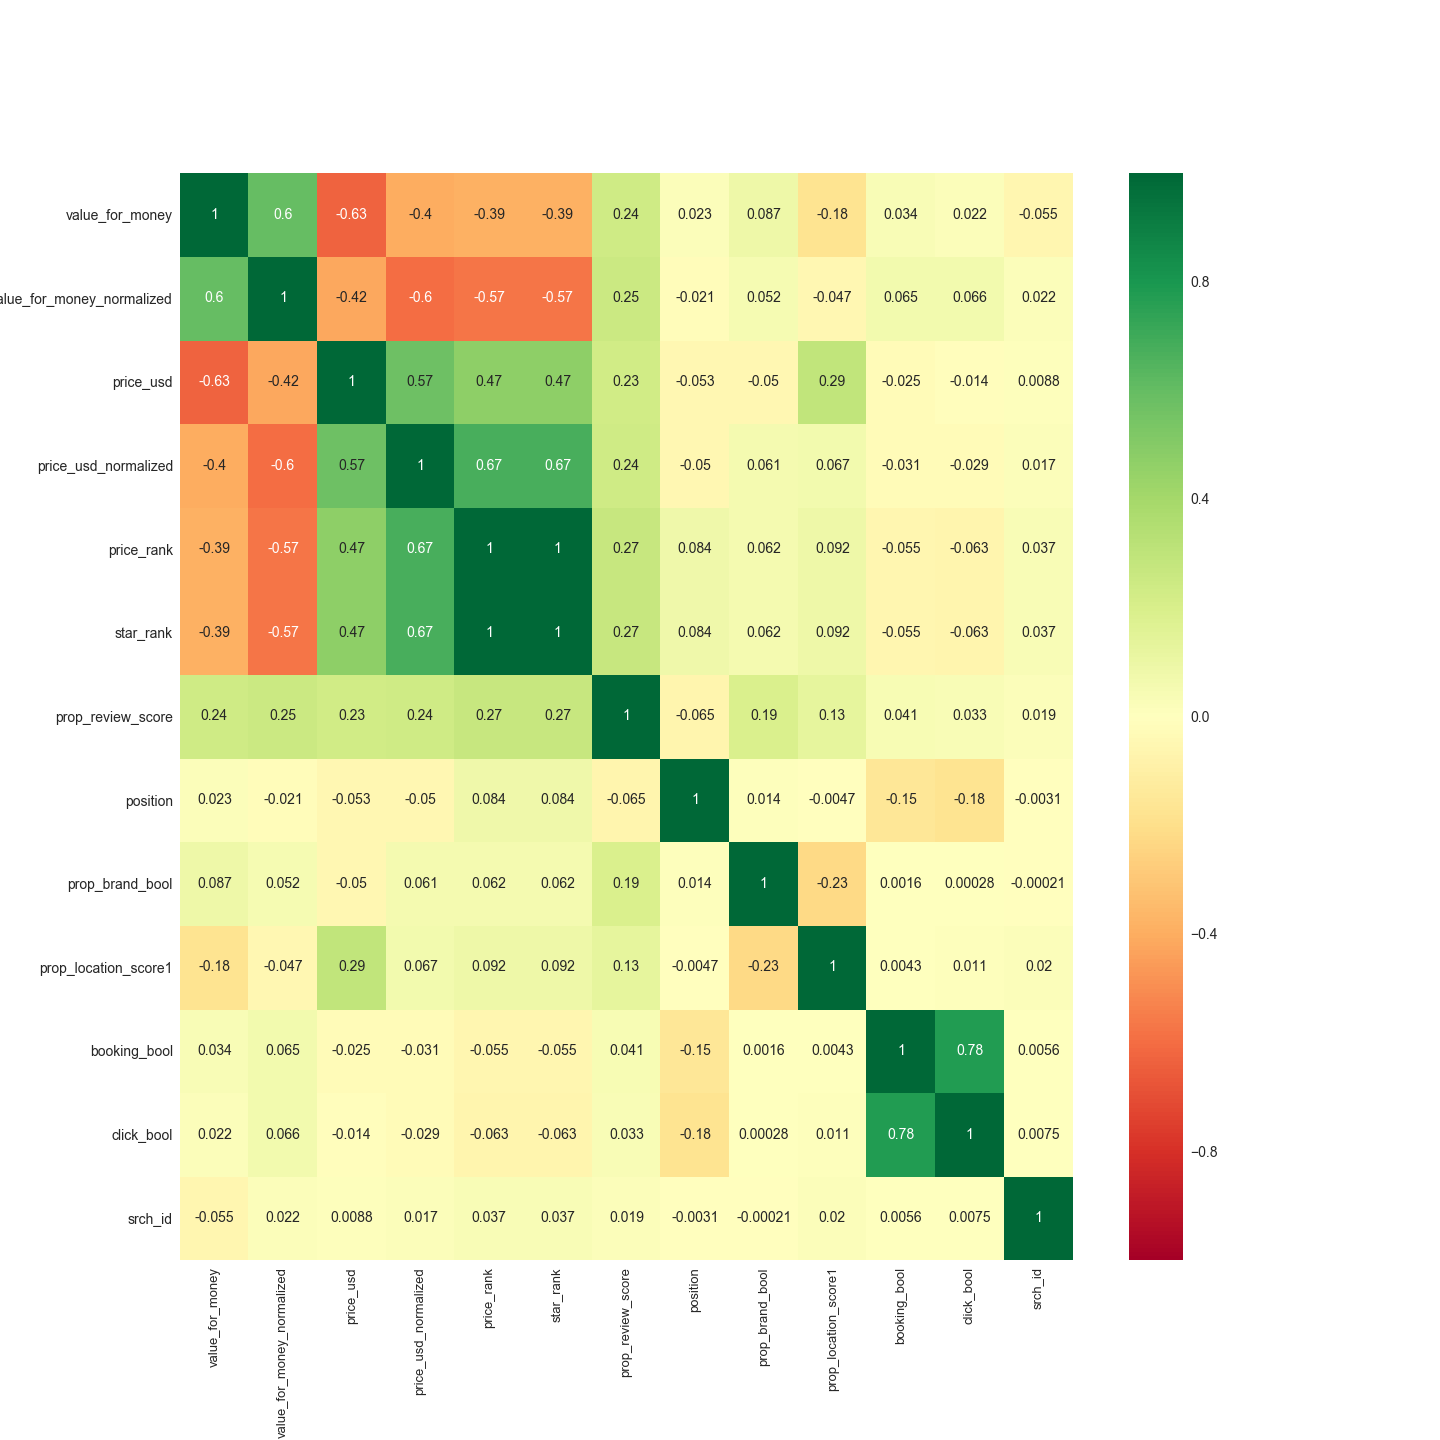 value_for_money 1 0.6 -0.63 -0.4 -0.39 -0.39 0.24 0.023 0.087 -0.18 0.034 0.022 -0.055
alue_for_money_normalized 0.6 1 -0.42 -0.6 -0.57 -0.57 0.25 -0.021 0.052 -0.047 0.065 0.066 0.022
price_usd -0.63 -0.42 1 0.57 0.47 0.47 0.23 -0.053 -0.05 0.29 -0.025 -0.014 0.0088
price_usd_normalized -0.4 -0.6 0.57 1 0.67 0.67 0.24 -0.05 0.061 0.067 -0.031 -0.029 0.017
price_rank -0.39 -0.57 0.47 0.67 1 1 0.27 0.084 0.062 0.092 -0.055 -0.063 0.037
star_rank -0.39 -0.57 0.47 0.67 1 1 0.27 0.084 0.062 0.092 -0.055 -0.063 0.037
prop_review_score 0.24 0.25 0.23 0.24 0.27 0.27 1 -0.065 0.19 0.13 0.041 0.033 0.019
position 0.023 -0.021 -0.053 -0.05 0.084 0.084 -0.065 1 0.014 -0.0047 -0.15 -0.18 -0.0031
prop_brand_bool 0.087 0.052 -0.05 0.061 0.062 0.062 0.19 0.014 1 -0.23 0.0016 0.00028 -0.00021
prop_location_score1 -0.18 -0.047 0.29 0.067 0.092 0.092 0.13 -0.0047 -0.23 1 0.0043 0.011 0.02
booking_bool 0.034 0.065 -0.025 -0.031 -0.055 -0.055 0.041 -0.15 0.0016 0.0043 1 0.78 0.0056
click_bool 0.022 0.066 -0.014 -0.029 -0.063 -0.063 0.033 -0.18 0.00028 0.011 0.78 1 0.0075
srch_id -0.055 0.022 0.0088 0.017 0.037 0.037 0.019 -0.0031 -0.00021 0.02 0.0056 0.0075 1
value_for_money
value_for_money_normalized
price_usd
price_usd_normalized
price_rank
star_rank
prop_review_score
position
prop_brand_bool
prop_location_score1
booking_bool
click_bool
srch_id
0.8
0.4
0.0
−0.4
−0.8